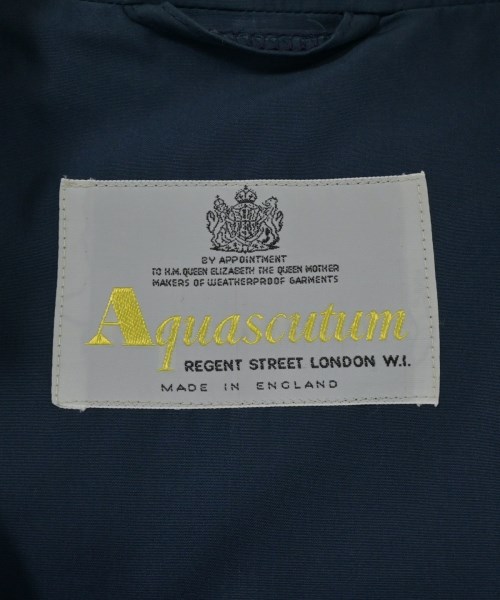 BY APPOINTMENT
TO H.M. QUEEN ELIZABETH THE QUEEN MOTHER
MAKERS OF WEATHERPROOF GARMENTS
Aquascutum
REGENT STREET LONDON W.I.
MADE IN ENGLAND